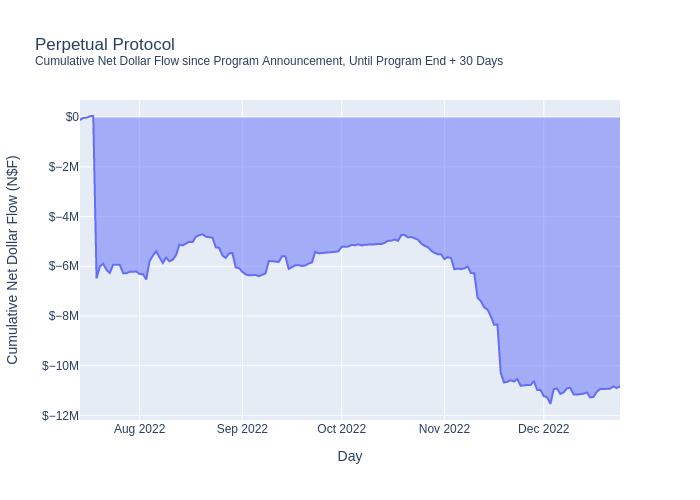 Perpetual Protocol
Cumulative Net Dollar Flow since Program Announcement, Until Program End + 30 Days
Cumulative Net Dollar Flow (N$F)
$0
$−2M
$−4M
$−6M
$−8M
$−10M
$−12M
Aug 2022
Sep 2022
Oct 2022
Nov 2022
Dec 2022
Day